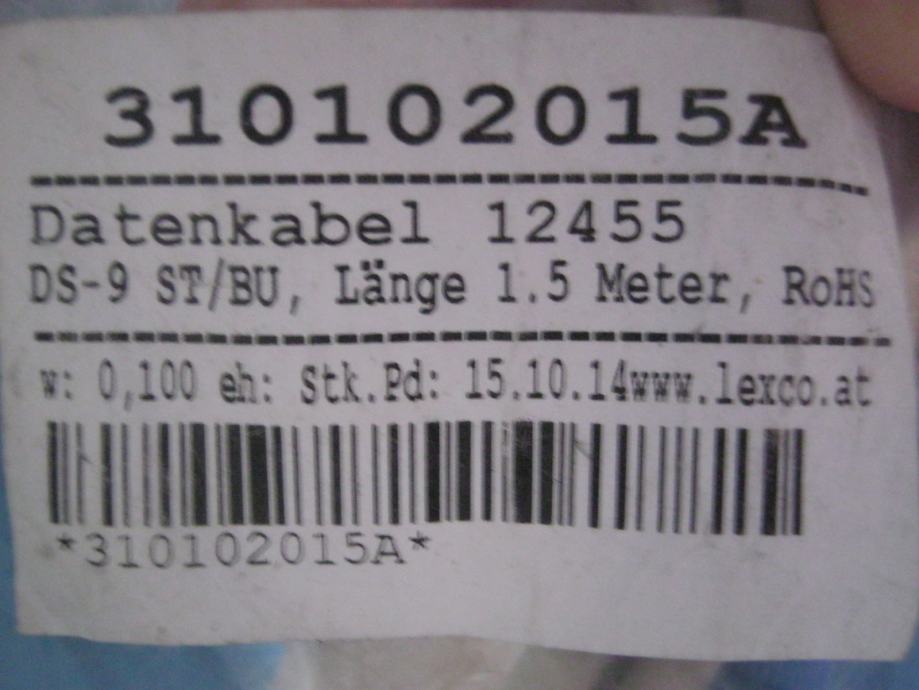 310102015A
Datenkabel 12455
DS-9 ST/BU, Länge 1.5 Meter, RoHS
w: 0,100 eh: Stk.Pd: 15.10.14www.lexco.at
*310102015A*